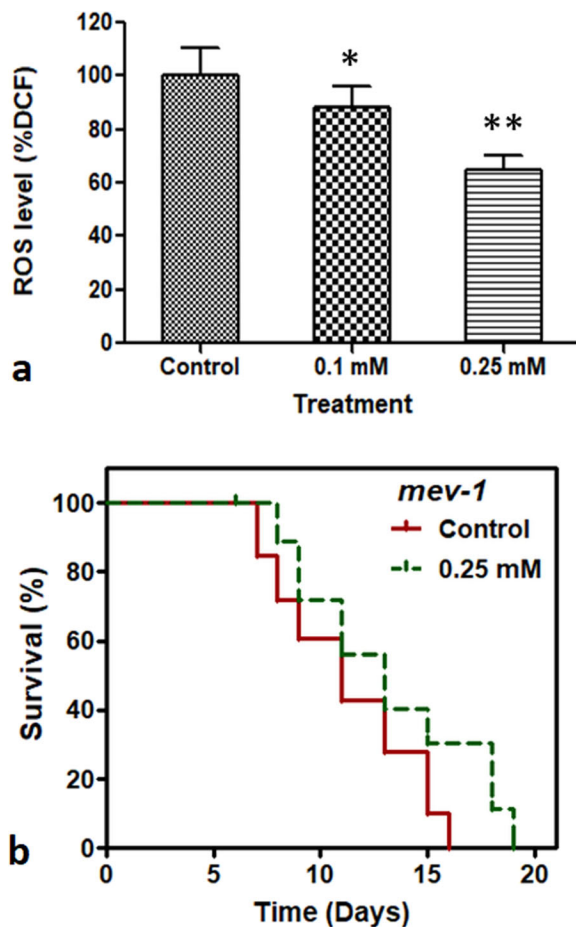 120
100
80
60
40
20
0
ROS level (%DCF)
*
**
Control 0.1 mM 0.25 mM
Treatment
a
mev-1
Control
0.25 mM
100
80
60
40
20
0
Survival (%)
0 5 10 15 20
Time (Days)
b